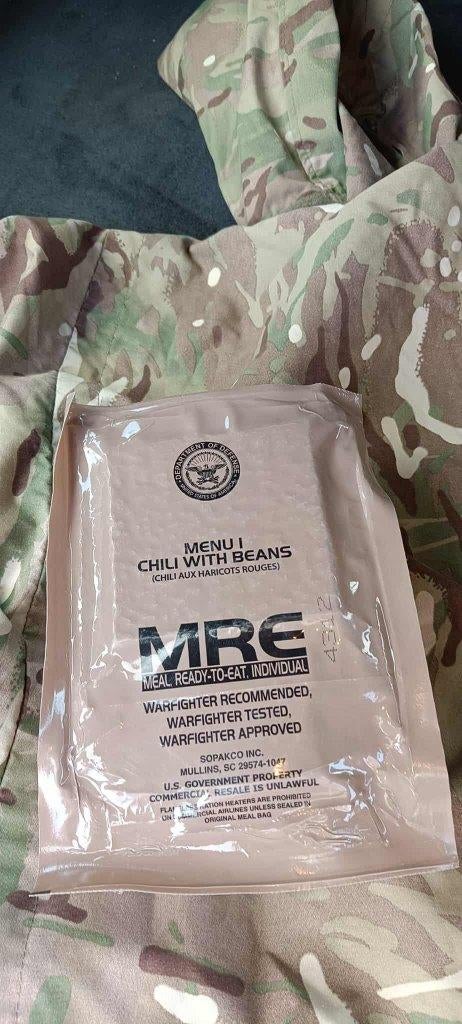 DEPARTMENT OF DEFENSE
UNITED STATES OF AMERICA
MENU 1
CHILI WITH BEANS
(CHILI AUX HARICOTS ROUGES)
MRE
4342
MEAL, READY-TO-EAT, INDIVIDUAL
WARFIGHTER RECOMMENDED,
WARFIGHTER TESTED,
WARFIGHTER APPROVED
SOPAKCO INC.
MULLINS, SC 29574-1047
U.S. GOVERNMENT PROPERTY
COMMERCIAL RESALE IS UNLAWFUL
FLAMELESS RATION HEATERS ARE PROHIBITED
ON COMMERCIAL AIRLINES UNLESS SEALED IN
ORIGINAL MEAL BAG